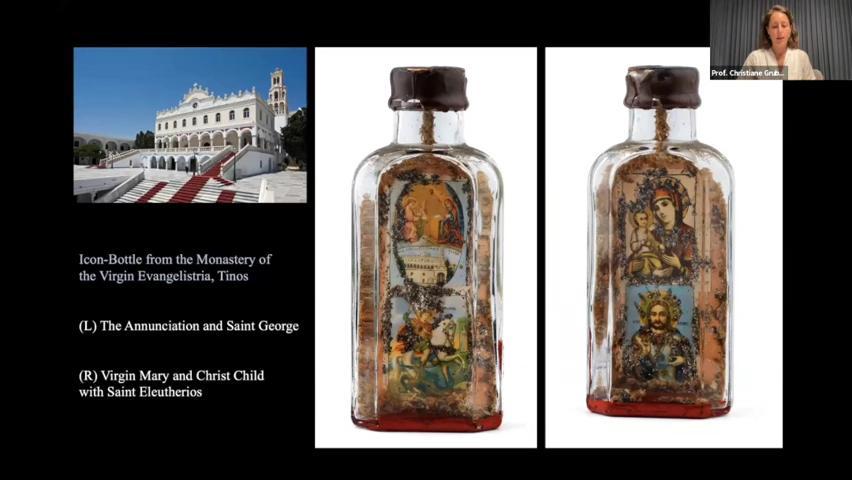 Prof. Christiane Grub...
Icon-Bottle from the Monastery of
the Virgin Evangelistria, Tinos
(L) The Annunciation and Saint George
(R) Virgin Mary and Christ Child
with Saint Eleutherios